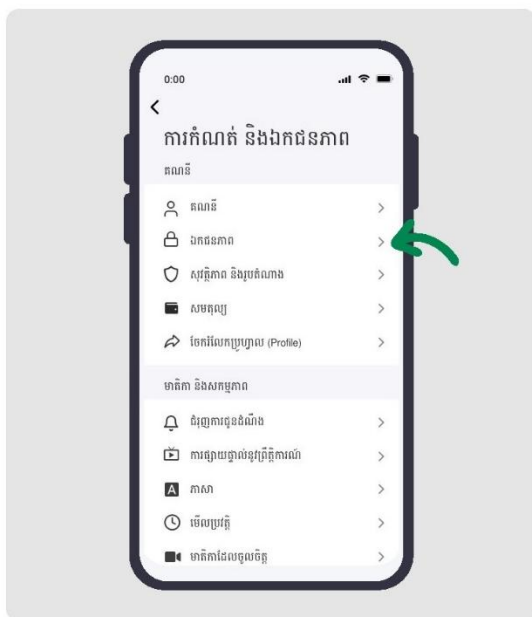 0:00
ការកំណត់ និងឯកជនភាព
គណនី
គណនី
ឯកជនភាព
សុវត្ថិភាព និងរូបតំណាង
សមតុល្យ
ចែករំលែកប្រូហ្វាល (Profile)
មាតិកា និងសកម្មភាព
ជំរុញការជូនដំណឹង
ការផ្សាយផ្ទាល់នូវព្រឹត្តិការណ៍
A ភាសា
មើលប្រវត្តិ
មាតិកាដែលចូលចិត្ត